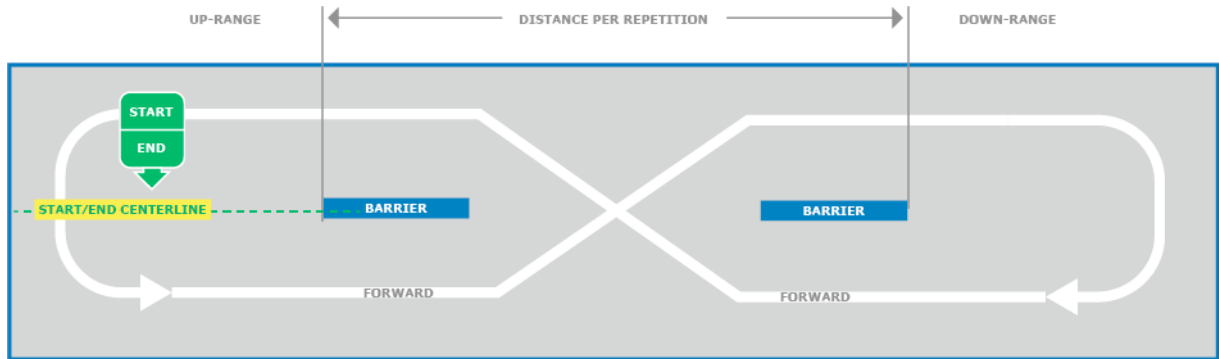 UP-RANGE
DISTANCE PER REPETITION
DOWN-RANGE
START
END
START/END CENTERLINE
BARRIER
BARRIER
FORWARD
FORWARD